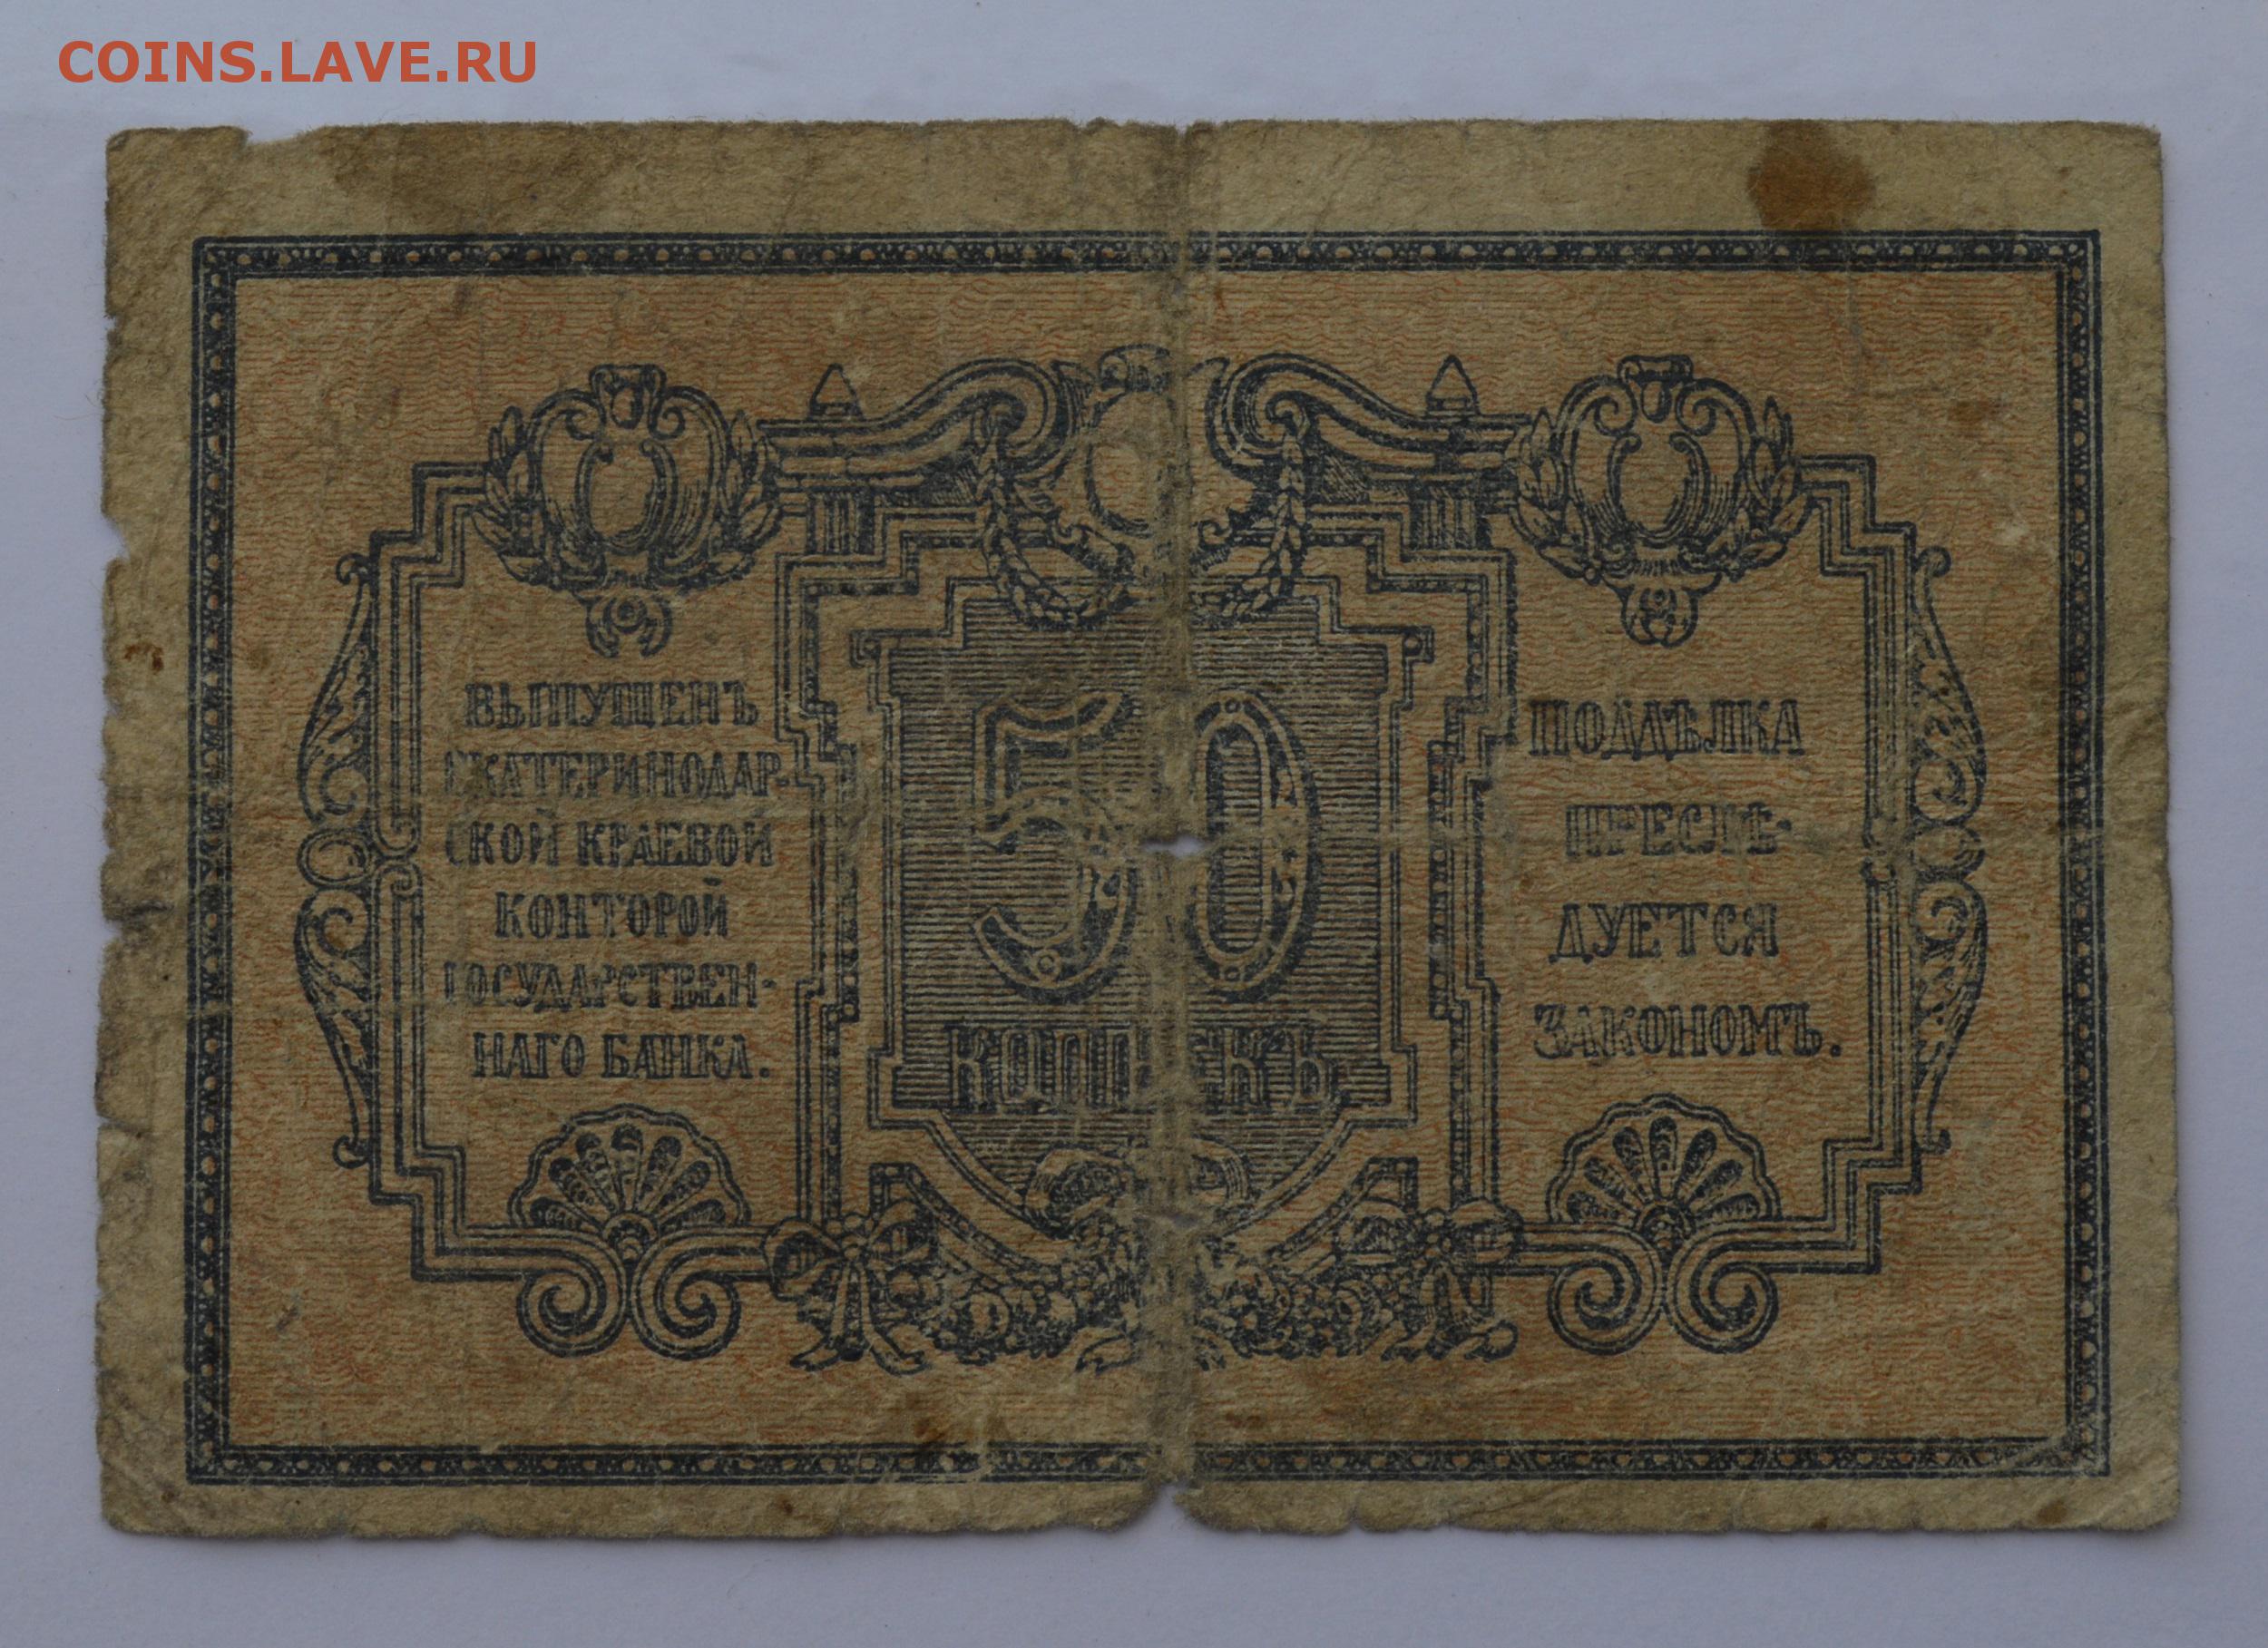 COINS.LAVE.RU
ВЫПУЩЕНЪ
ЕКАТЕРИНОДАР-
СКОЙ КРАЕВОЙ
КОНТОРОЙ
ГОСУДАРСТВЕН-
НАГО БАНКА.
50
КОПѢЕКЪ
ПОДДѢЛКА
ПРЕСЛѢ-
ДУЕТСЯ
ЗАКОНОМЪ.